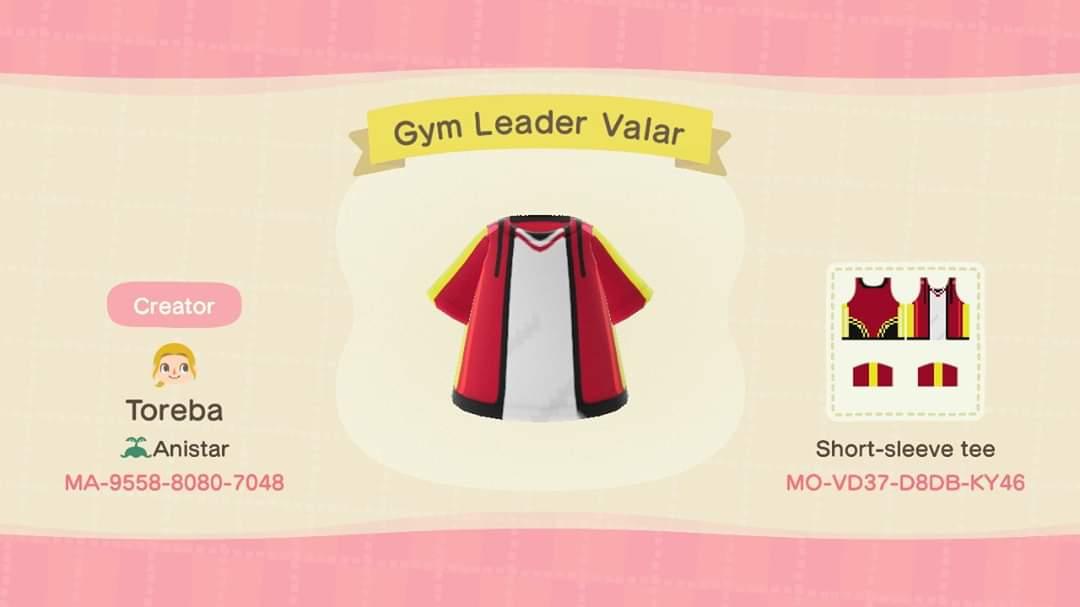 Gym Leader Valar
Creator
Toreba
Anistar
MA-9558-8080-7048
Short-sleeve tee
MO-VD37-D8DB-KY46